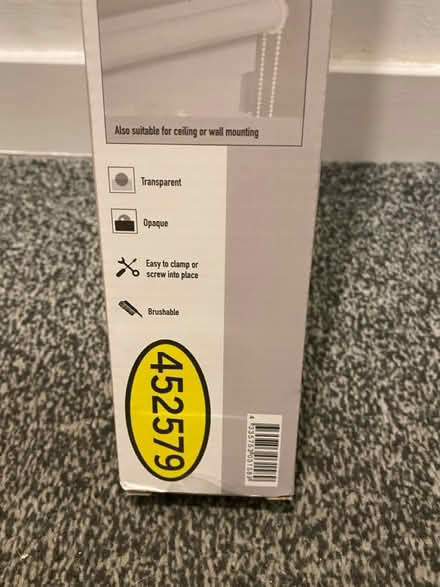 Also suitable for ceiling or wall mounting
Transparent
Opaque
Easy to clamp or
screw into place
Brushable
452579